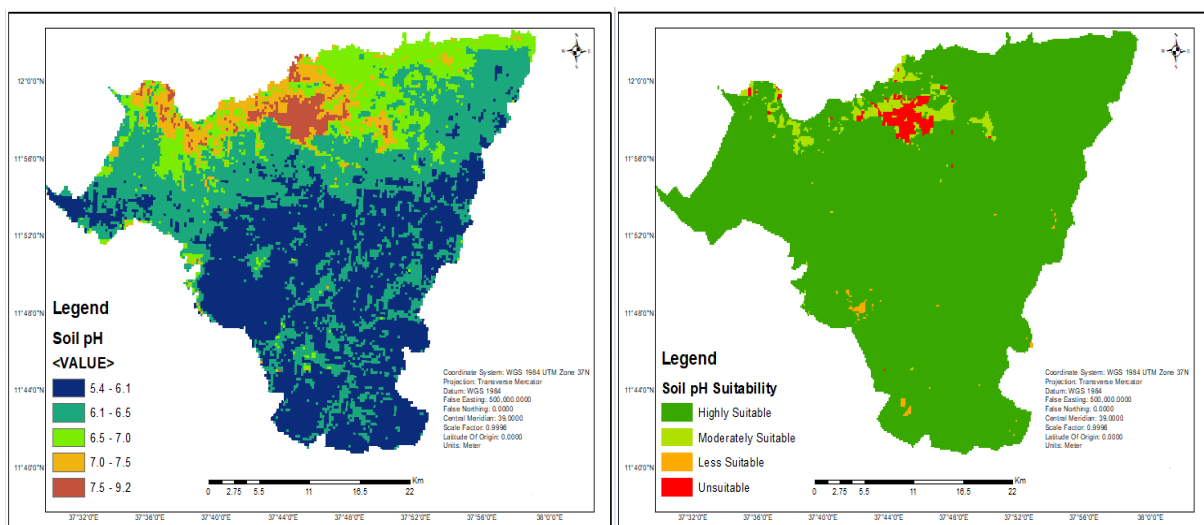 N
W E
S
12°0'0"N
11°56'0"N
11°52'0"N
11°48'0"N
11°44'0"N
11°40'0"N
Legend
Soil pH
<VALUE>
5.4 - 6.1
6.1 - 6.5
6.5 - 7.0
7.0 - 7.5
7.5 - 9.2
Coordinate System: WGS 1984 UTM Zone 37N
Projection: Transverse Mercator
Datum: WGS 1984
False Easting: 500,000.0000
False Northing: 0.0000
Central Meridian: 39.0000
Scale Factor: 0.9996
Latitude Of Origin: 0.0000
Units: Meter
Km
0 2.75 5.5 11 16.5 22
37°32'0"E 37°36'0"E 37°40'0"E 37°44'0"E 37°48'0"E 37°52'0"E 37°56'0"E 38°0'0"E
N
W E
S
12°0'0"N
11°56'0"N
11°52'0"N
11°48'0"N
11°44'0"N
11°40'0"N
Legend
Soil pH Suitability
Highly Suitable
Moderately Suitable
Less Suitable
Unsuitable
Coordinate System: WGS 1984 UTM Zone 37N
Projection: Transverse Mercator
Datum: WGS 1984
False Easting: 500,000.0000
False Northing: 0.0000
Central Meridian: 39.0000
Scale Factor: 0.9996
Latitude Of Origin: 0.0000
Units: Meter
Km
0 2.75 5.5 11 16.5 22
37°32'0"E 37°36'0"E 37°40'0"E 37°44'0"E 37°48'0"E 37°52'0"E 37°56'0"E 38°0'0"E